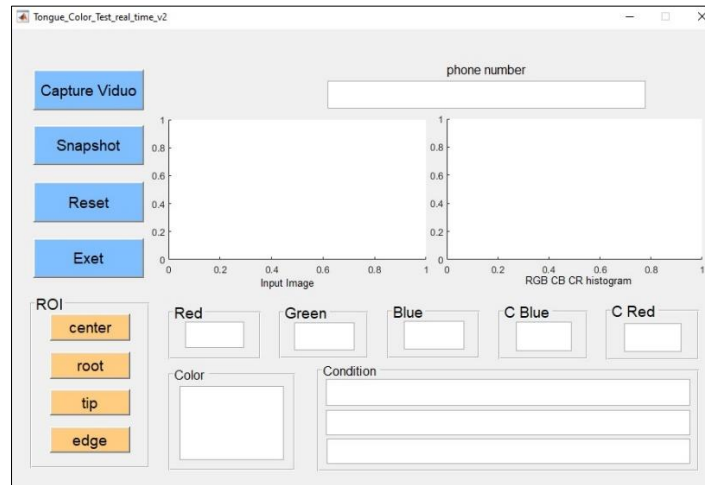 Tongue_Color_Test_real_time_v2
phone number
Capture Viduo
Snapshot
Reset
Exet
1
0.8
0.6
0.4
0.2
0
0 0.2 0.4 0.6 0.8 1
Input Image
1
0.8
0.6
0.4
0.2
0
0 0.2 0.4 0.6 0.8 1
RGB CB CR histogram
ROI
center
root
tip
edge
Red
Green
Blue
C Blue
C Red
Color
Condition